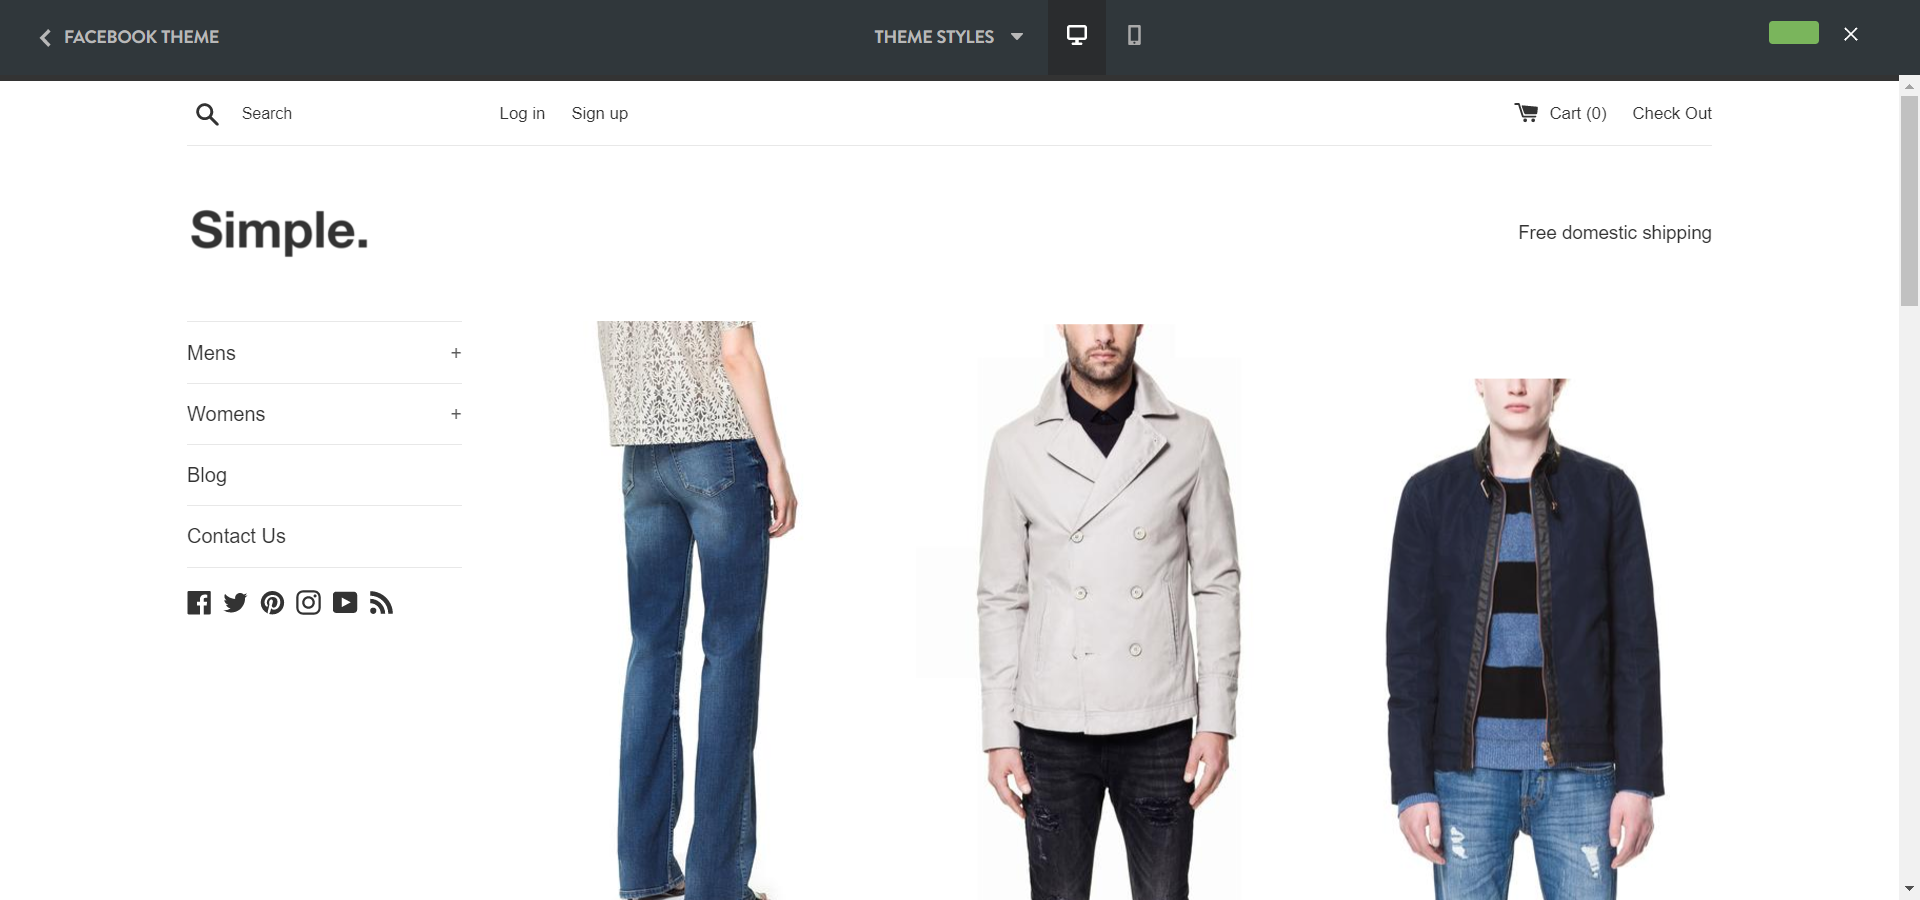 FACEBOOK THEME
THEME STYLES
Search
Log in
Sign up
Cart (0)
Check Out
Simple.
Free domestic shipping
Mens +
Womens +
Blog
Contact Us